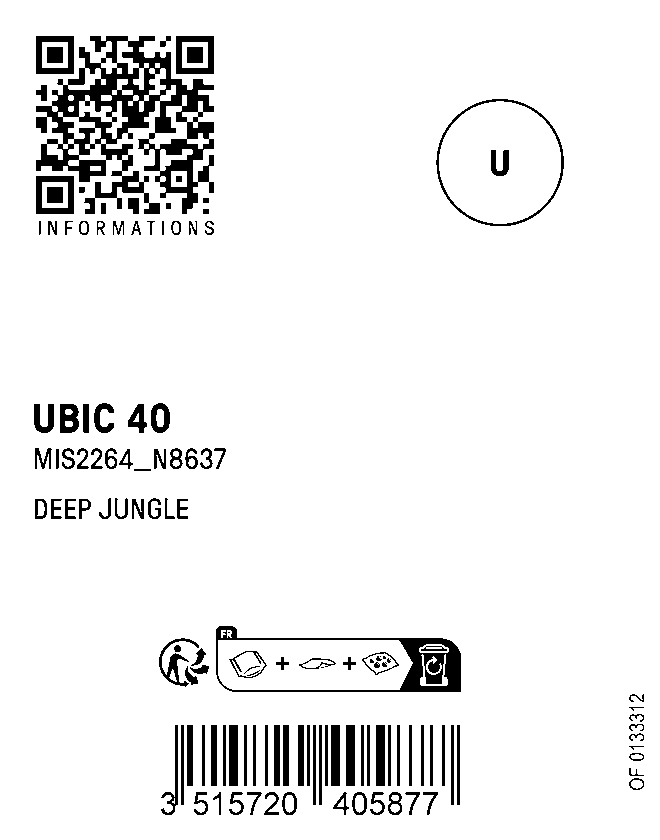 INFORMATIONS
U
UBIC 40
MIS2264_N8637
DEEP JUNGLE
FR
3 515720 405877
OF 0133312